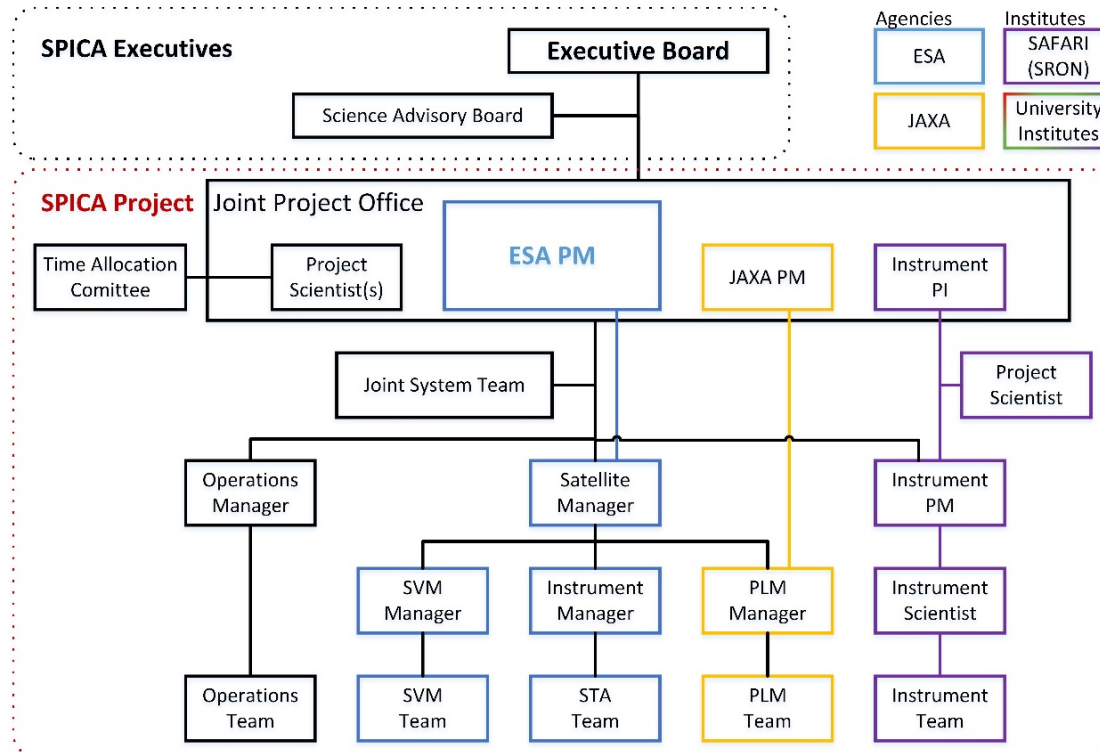 SPICA Executives
Executive Board
Science Advisory Board
Agencies
Institutes
ESA
SAFARI
(SRON)
JAXA
University
Institutes
SPICA Project
Joint Project Office
Time Allocation
Comittee
Project
Scientist(s)
ESA PM
JAXA PM
Instrument
PI
Joint System Team
Project
Scientist
Operations
Manager
Satellite
Manager
Instrument
PM
SVM
Manager
Instrument
Manager
PLM
Manager
Instrument
Scientist
Operations
Team
SVM
Team
STA
Team
PLM
Team
Instrument
Team